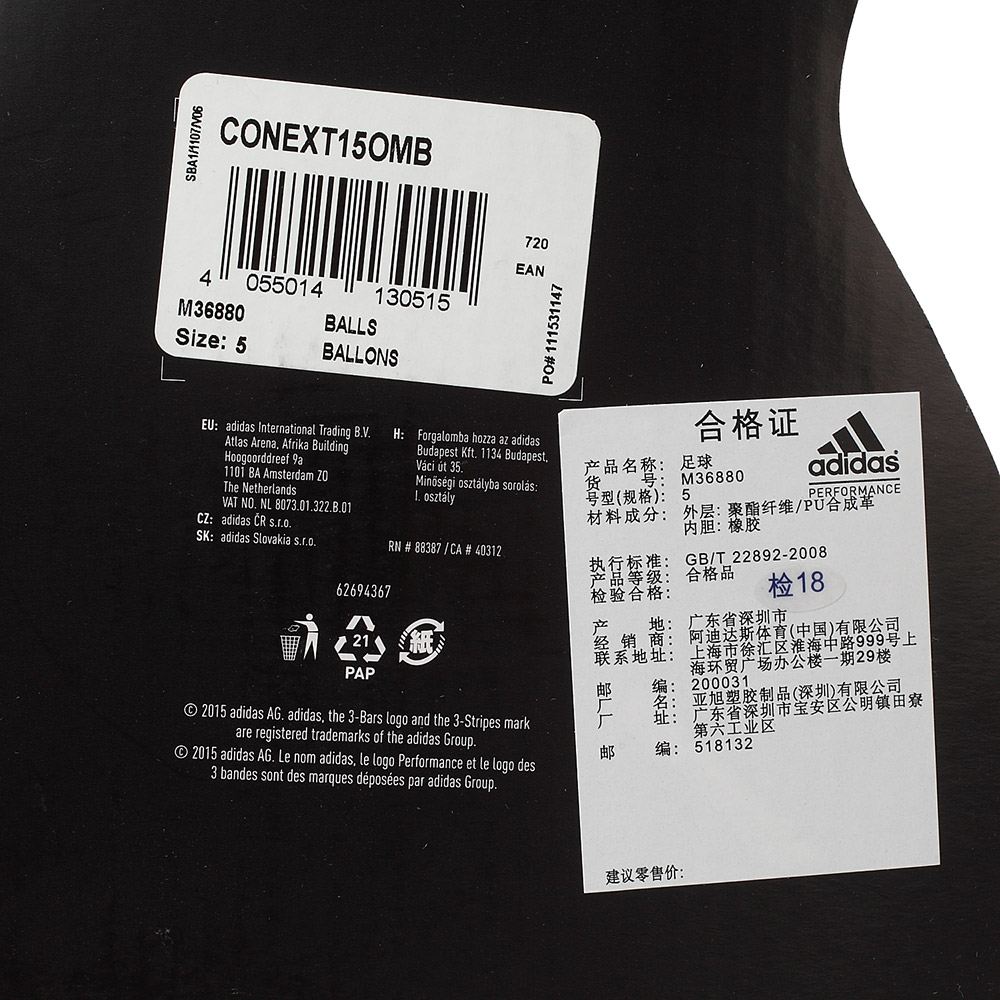 SBA1/1107/V06
CONEXT15OMB
4 055014 130515
720
EAN
PO# 111531147
M36880
Size: 5
BALLS
BALLONS
EU: adidas International Trading B.V.
Atlas Arena, Afrika Building
Hoogoorddreef 9a
1101 BA Amsterdam ZO
The Netherlands
VAT NO. NL 8073.01.322.B.01
CZ: adidas ČR s.r.o.
SK: adidas Slovakia s.r.o.
H: Forgalomba hozza az adidas
Budapest Kft. 1134 Budapest,
Váci út 35.
Minőségi osztályba sorolás:
I. osztály
RN # 88387 / CA # 40312
62694367
21
PAP
紙
© 2015 adidas AG. adidas, the 3-Bars logo and the 3-Stripes mark
are registered trademarks of the adidas Group.
© 2015 adidas AG. Le nom adidas, le logo Performance et le logo des
3 bandes sont des marques déposées par adidas Group.
合格证
adidas
PERFORMANCE
产品名称: 足球
货号: M36880
号型(规格): 5
材料成分: 外层: 聚酯纤维/PU合成革
内胆: 橡胶
执行标准: GB/T 22892-2008
产品等级: 合格品
检验合格: 检18
产地: 广东省深圳市
经销商: 阿迪达斯体育(中国)有限公司
联系地址: 上海市徐汇区淮海中路999号上
海环贸广场办公楼一期29楼
邮编: 200031
厂名: 亚旭塑胶制品(深圳)有限公司
厂址: 广东省深圳市宝安区公明镇田寮
第六工业区
邮编: 518132
建议零售价: